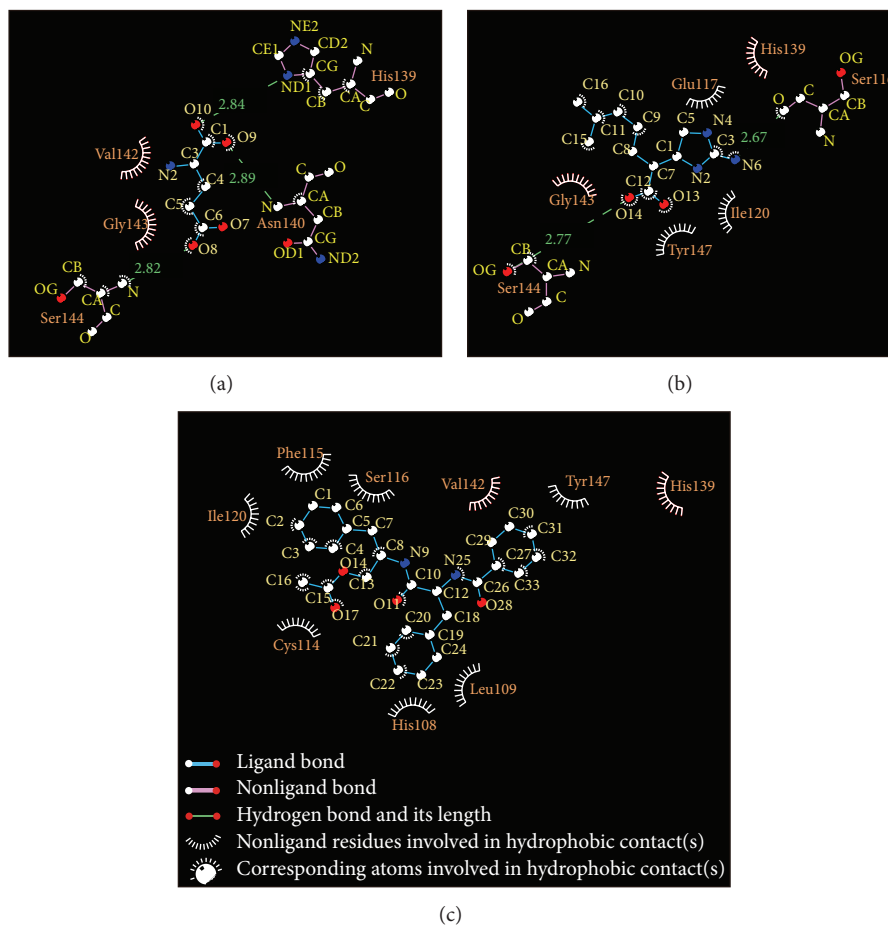 NE2
CE1
CD2
N
CG
ND1
His139
CB
CA
C
O
2.84
O10
C1
O9
Val142
C3
N2
2.89
C4
C
O
CA
N
C5
CB
Gly143
C6
O7
Asn140
CG
O8
OD1
ND2
CB
2.82
N
OG
CA
C
Ser144
O
(a)
His139
OG
Ser116
C16
C10
Glu117
C
CB
O
CA
C9
C5
N4
C11
C15
2.67
N
C8
C1
C3
C7
N2
N6
C12
Gly143
O13
O14
Ile120
2.77
Tyr147
CB
N
OG
CA
Ser144
C
O
(b)
Phe115
Ser116
Val142
Tyr147
His139
C1
C6
C30
Ile120
C2
C5
C7
C29
C31
C3
C4
C8
N9
N25
C27
C32
O14
C16
C10
C33
C13
C12
C26
C15
O17
O11
O28
C20
C18
Cys114
C21
C19
C24
C22
C23
Leu109
His108
Ligand bond
Nonligand bond
Hydrogen bond and its length
Nonligand residues involved in hydrophobic contact(s)
Corresponding atoms involved in hydrophobic contact(s)
(c)